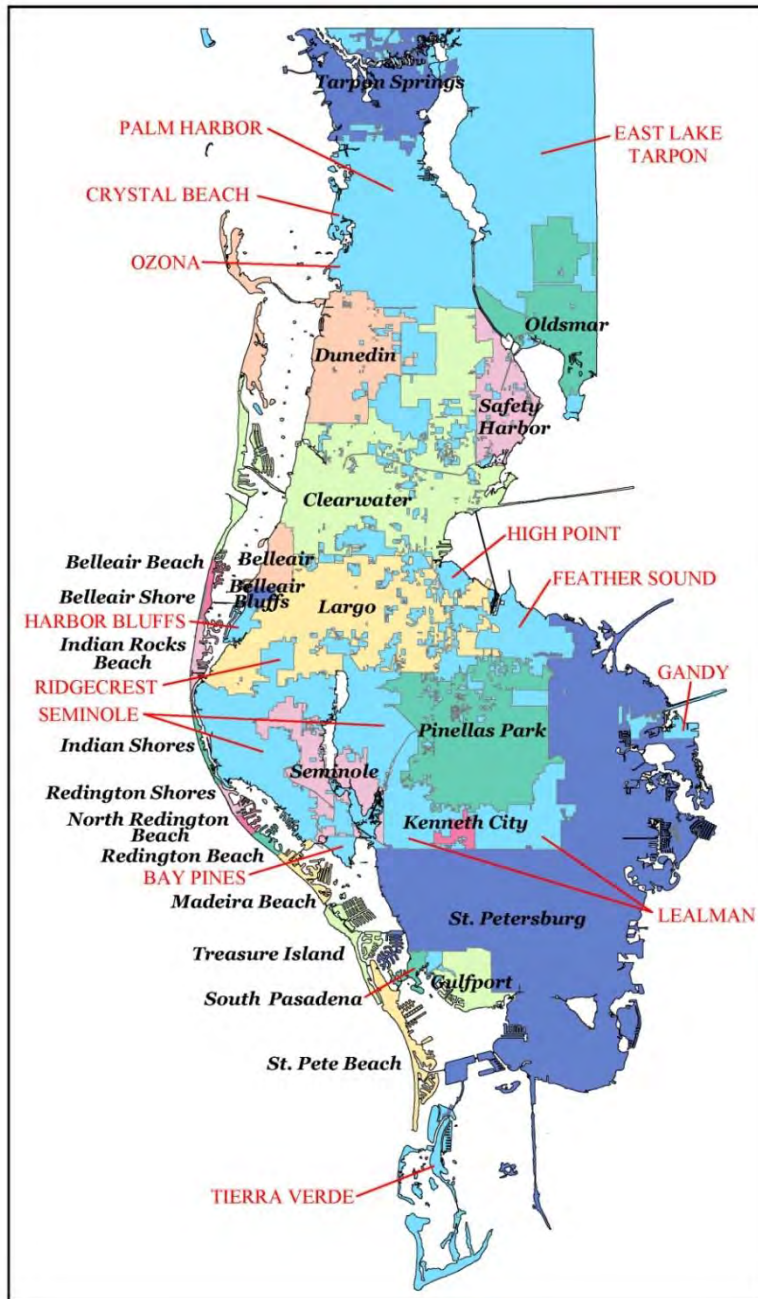 Tarpon Springs
PALM HARBOR
EAST LAKE
TARPON
CRYSTAL BEACH
OZONA
Oldsmar
Dunedin
Safety
Harbor
Clearwater
HIGH POINT
Belleair Beach
Belleair
FEATHER SOUND
Belleair Shore
Belleair
Bluffs
Largo
HARBOR BLUFFS
Indian Rocks
Beach
GANDY
RIDGECREST
SEMINOLE
Pinellas Park
Indian Shores
Seminole
Redington Shores
North Redington
Beach
Kenneth City
Redington Beach
BAY PINES
Madeira Beach
St. Petersburg
LEALMAN
Treasure Island
Gulfport
South Pasadena
St. Pete Beach
TIERRA VERDE